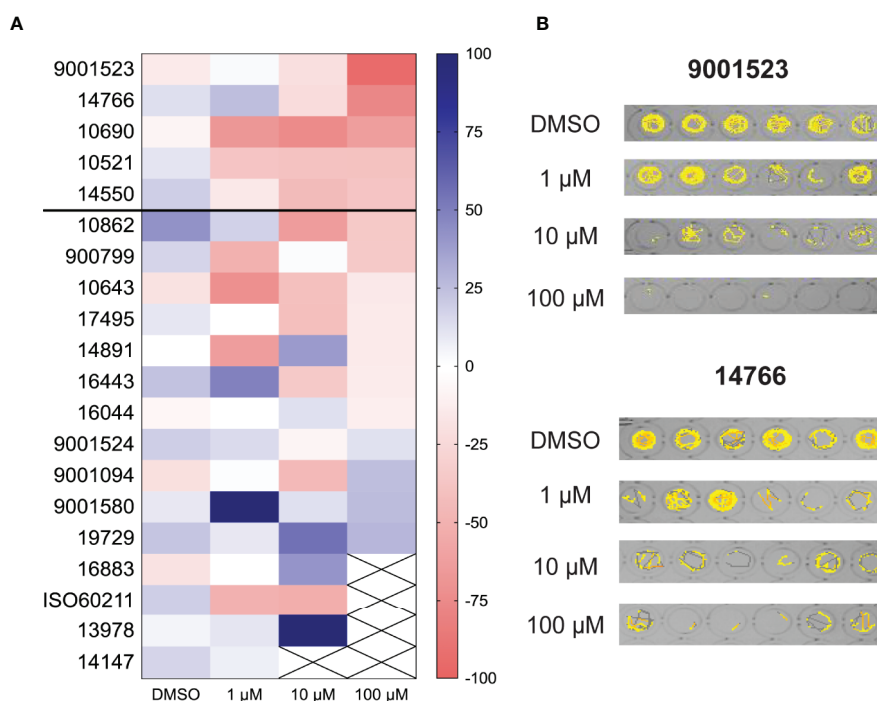 A
9001523
14766
10690
10521
14550
10862
900799
10643
17495
14891
16443
16044
9001524
9001094
9001580
19729
16883
ISO60211
13978
14147
DMSO 1 µM 10 µM 100 µM
100
75
50
25
0
-25
-50
-75
-100
B
9001523
DMSO
1 µM
10 µM
100 µM
14766
DMSO
1 µM
10 µM
100 µM